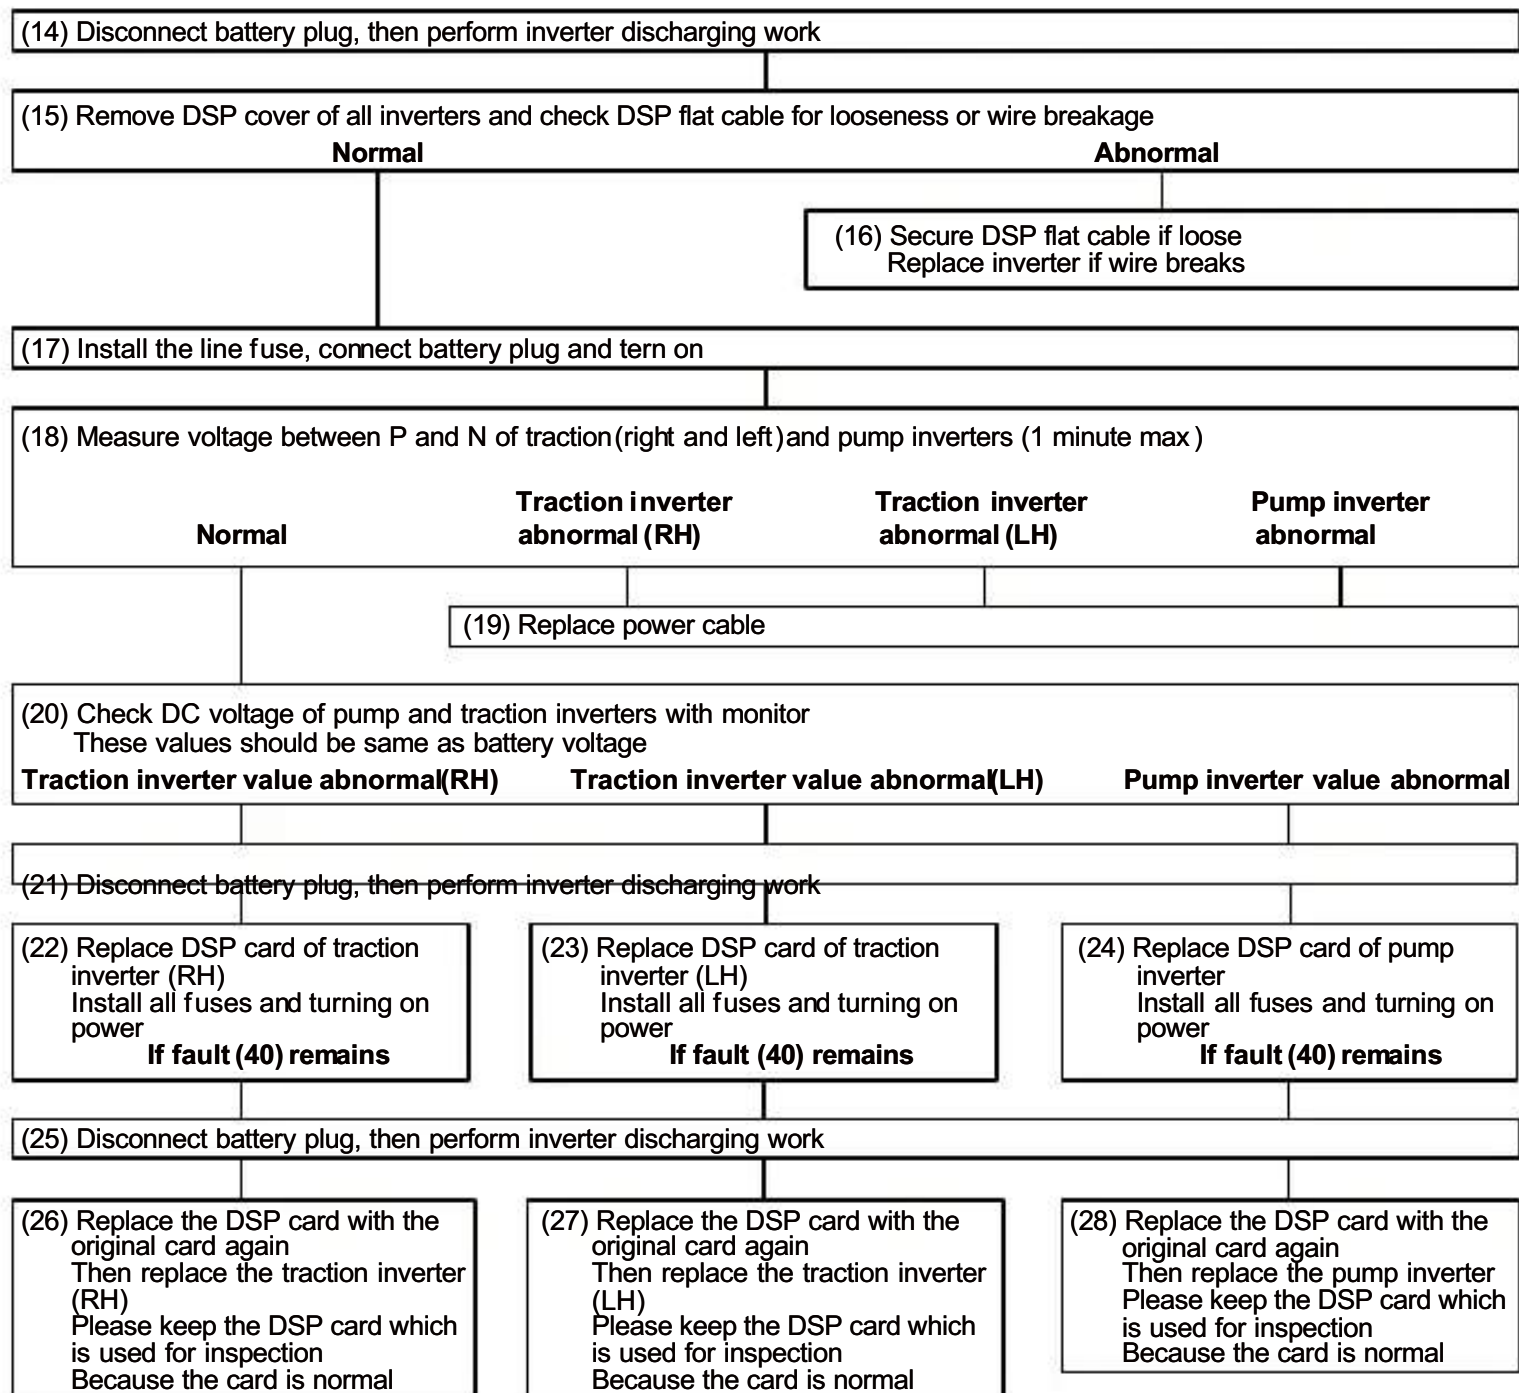 (14) Disconnect battery plug, then perform inverter discharging work
(15) Remove DSP cover of all inverters and check DSP flat cable for looseness or wire breakage
Normal
Abnormal
(16) Secure DSP flat cable if loose
Replace inverter if wire breaks
(17) Install the line fuse, connect battery plug and tern on
(18) Measure voltage between P and N of traction (right and left) and pump inverters (1 minute max)
Normal
Traction inverter
abnormal (RH)
Traction inverter
abnormal (LH)
Pump inverter
abnormal
(19) Replace power cable
(20) Check DC voltage of pump and traction inverters with monitor
These values should be same as battery voltage
Traction inverter value abnormal(RH)
Traction inverter value abnormal(LH)
Pump inverter value abnormal
(21) Disconnect battery plug, then perform inverter discharging work
(22) Replace DSP card of traction
inverter (RH)
Install all fuses and turning on
power
If fault (40) remains
(23) Replace DSP card of traction
inverter (LH)
Install all fuses and turning on
power
If fault (40) remains
(24) Replace DSP card of pump
inverter
Install all fuses and turning on
power
If fault (40) remains
(25) Disconnect battery plug, then perform inverter discharging work
(26) Replace the DSP card with the
original card again
Then replace the traction inverter
(RH)
Please keep the DSP card which
is used for inspection
Because the card is normal
(27) Replace the DSP card with the
original card again
Then replace the traction inverter
(LH)
Please keep the DSP card which
is used for inspection
Because the card is normal
(28) Replace the DSP card with the
original card again
Then replace the pump inverter
Please keep the DSP card which
is used for inspection
Because the card is normal